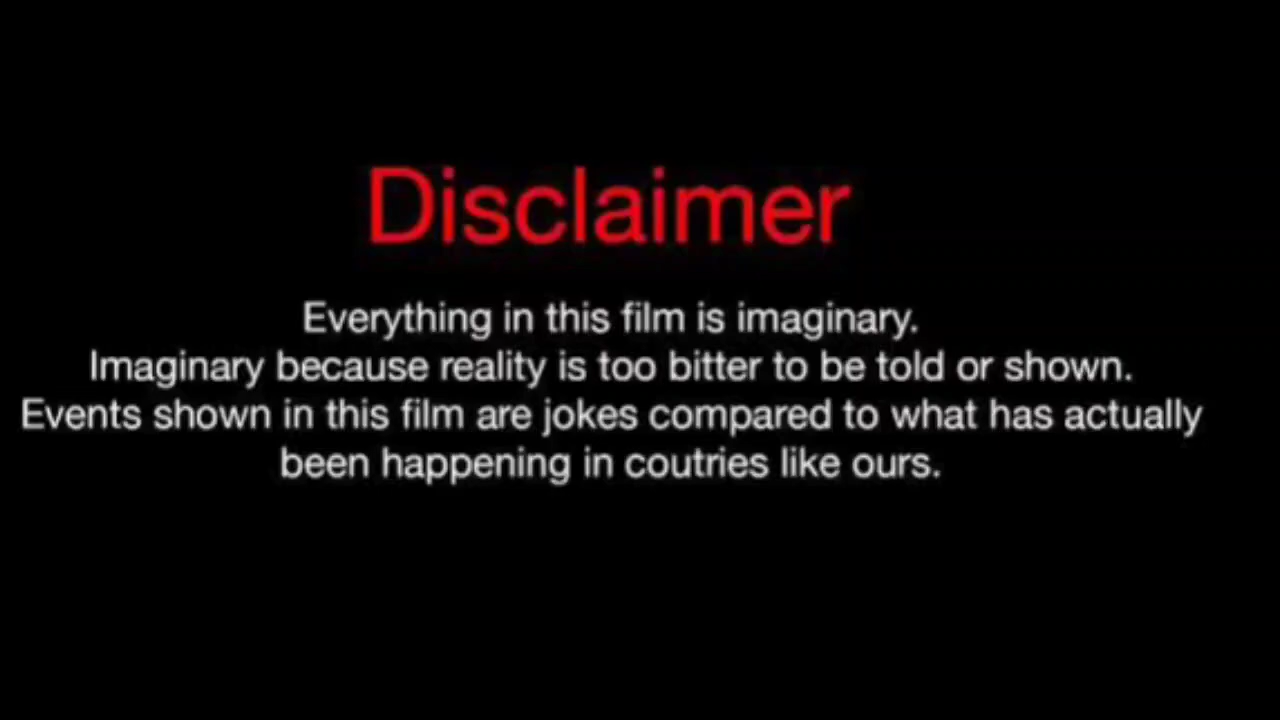 Disclaimer
Everything in this film is imaginary.
Imaginary because reality is too bitter to be told or shown.
Events shown in this film are jokes compared to what has actually
been happening in coutries like ours.